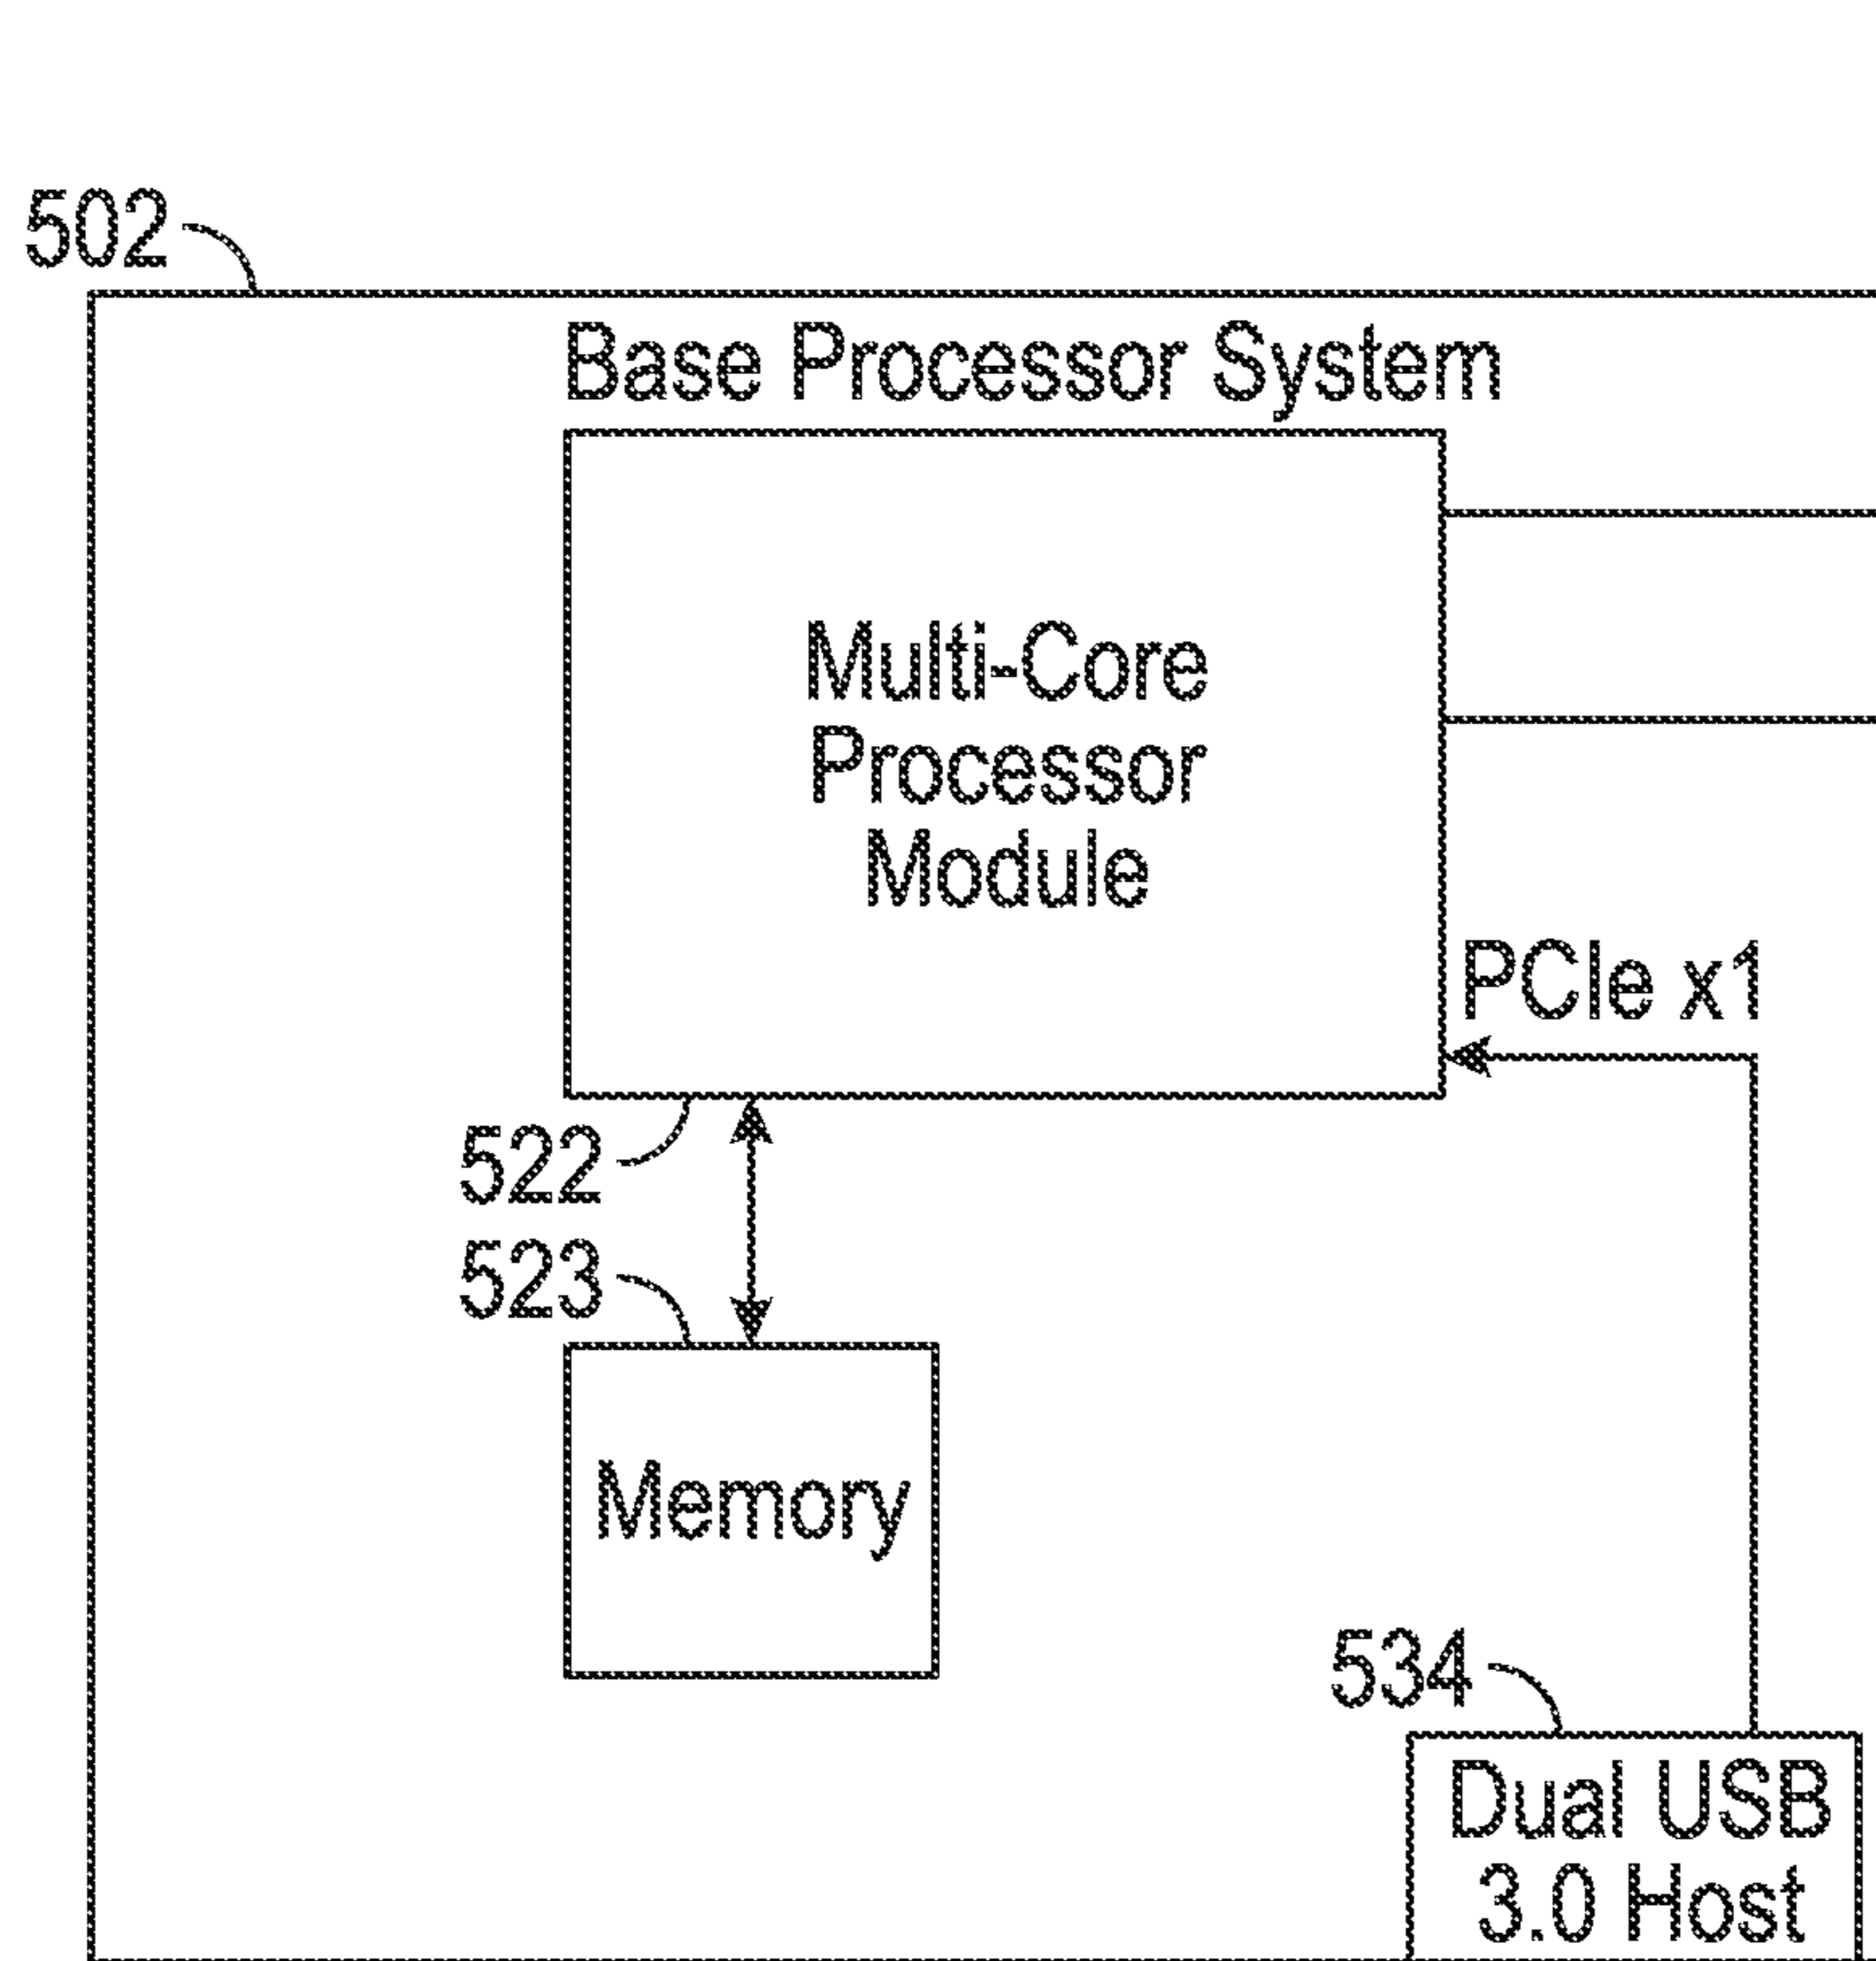 502
Base Processor System
Multi-Core
Processor
Module
PCIe x1
522
523
Memory
534
Dual USB
3.0 Host